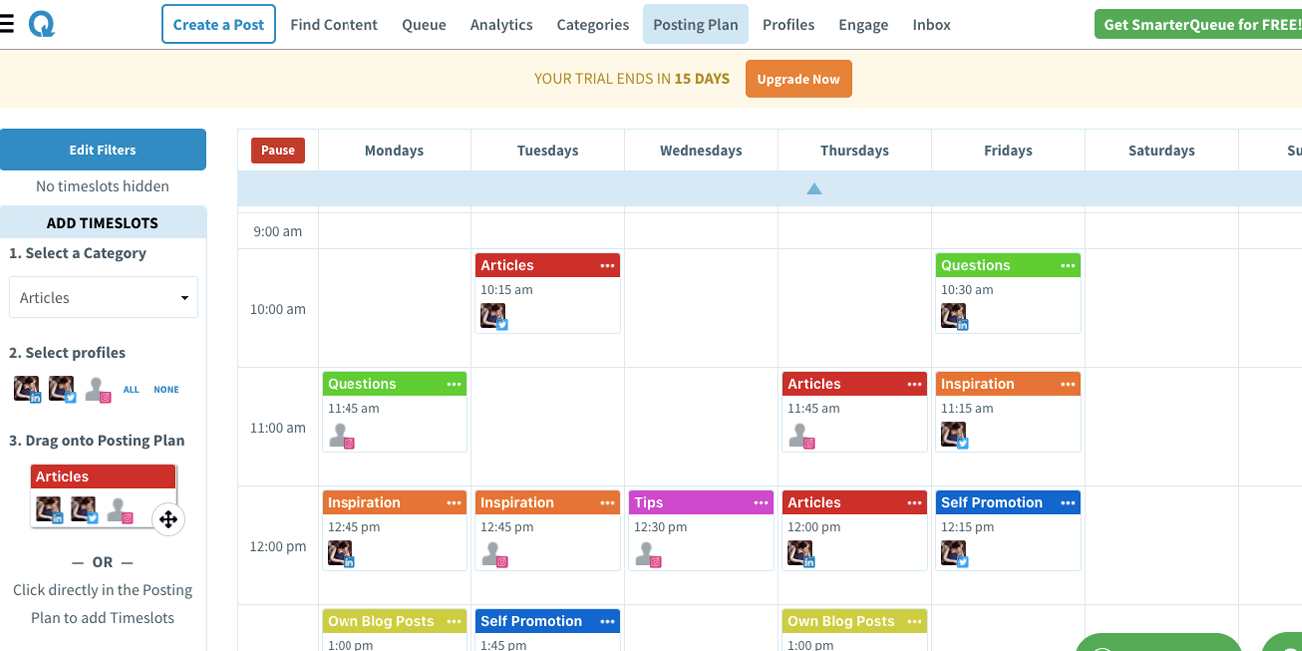 Create a Post
Find Content
Queue
Analytics
Categories
Posting Plan
Profiles
Engage
Inbox
Get SmarterQueue for FREE!
YOUR TRIAL ENDS IN 15 DAYS
Upgrade Now
Edit Filters
No timeslots hidden
ADD TIMESLOTS
1. Select a Category
Articles
2. Select profiles
ALL NONE
3. Drag onto Posting Plan
Articles
— OR —
Click directly in the Posting
Plan to add Timeslots
Pause
Mondays
Tuesdays
Wednesdays
Thursdays
Fridays
Saturdays
Su
9:00 am
10:00 am
Articles
10:15 am
Questions
10:30 am
11:00 am
Questions
11:45 am
Articles
11:45 am
Inspiration
11:15 am
12:00 pm
Inspiration
12:45 pm
Inspiration
12:45 pm
Tips
12:30 pm
Articles
12:00 pm
Self Promotion
12:15 pm
Own Blog Posts
1:00 pm
Self Promotion
1:45 pm
Own Blog Posts
1:00 pm